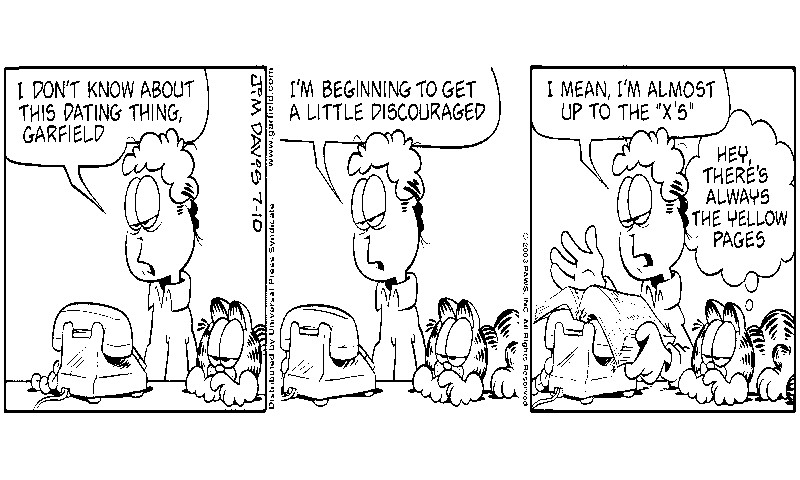 I DON'T KNOW ABOUT
THIS DATING THING,
GARFIELD
JIM DAVIS 7-10
www.garfield.com
Distributed by Universal Press Syndicate
I'M BEGINNING TO GET
A LITTLE DISCOURAGED
© 2003 PAWS, Inc. All Rights Reserved
I MEAN, I'M ALMOST
UP TO THE "X'S"
HEY,
THERE'S
ALWAYS
THE YELLOW
PAGES